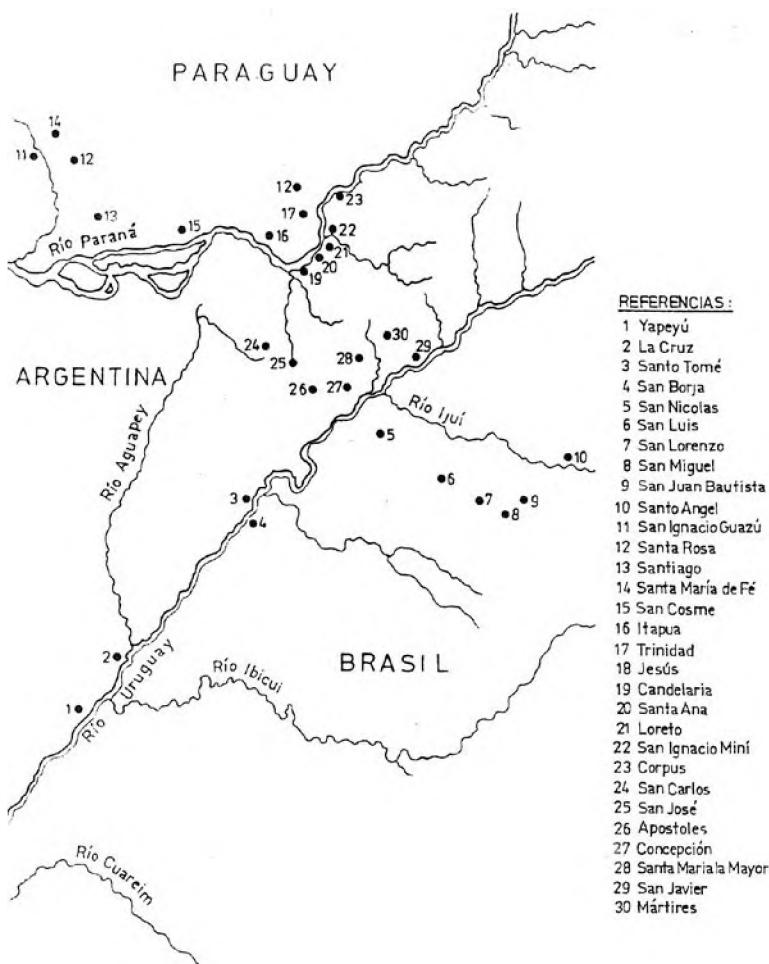 PARAGUAY
14
11
12
13
Río Paraná
15
12
17
16
23
22
21
20
19
ARGENTINA
24
25
30
29
28
26
27
Río Aguapey
Río Ijuí
5
10
6
7
9
8
3
4
BRASIL
2
Río Uruguay
Río Ibicui
1
Río Cuareim
REFERENCIAS:
1 Yapeyú
2 La Cruz
3 Santo Tomé
4 San Borja
5 San Nicolas
6 San Luis
7 San Lorenzo
8 San Miguel
9 San Juan Bautista
10 Santo Angel
11 San Ignacio Guazú
12 Santa Rosa
13 Santiago
14 Santa María de Fé
15 San Cosme
16 Itapua
17 Trinidad
18 Jesús
19 Candelaria
20 Santa Ana
21 Loreto
22 San Ignacio Miní
23 Corpus
24 San Carlos
25 San José
26 Apostoles
27 Concepción
28 Santa Maria la Mayor
29 San Javier
30 Mártires